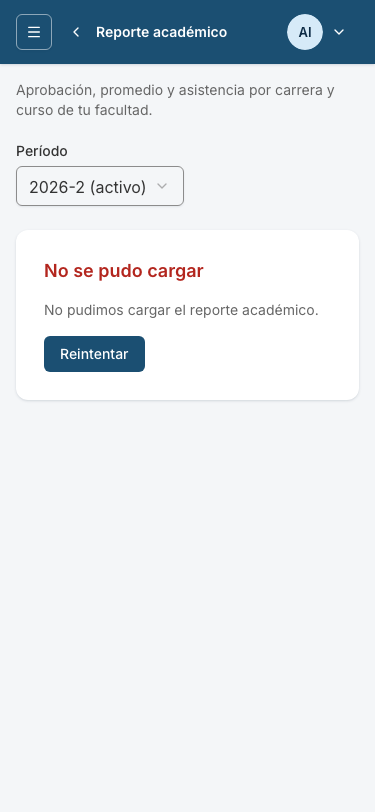 Reporte académico
AI
Aprobación, promedio y asistencia por carrera y
curso de tu facultad.
Período
2026-2 (activo)
No se pudo cargar
No pudimos cargar el reporte académico.
Reintentar